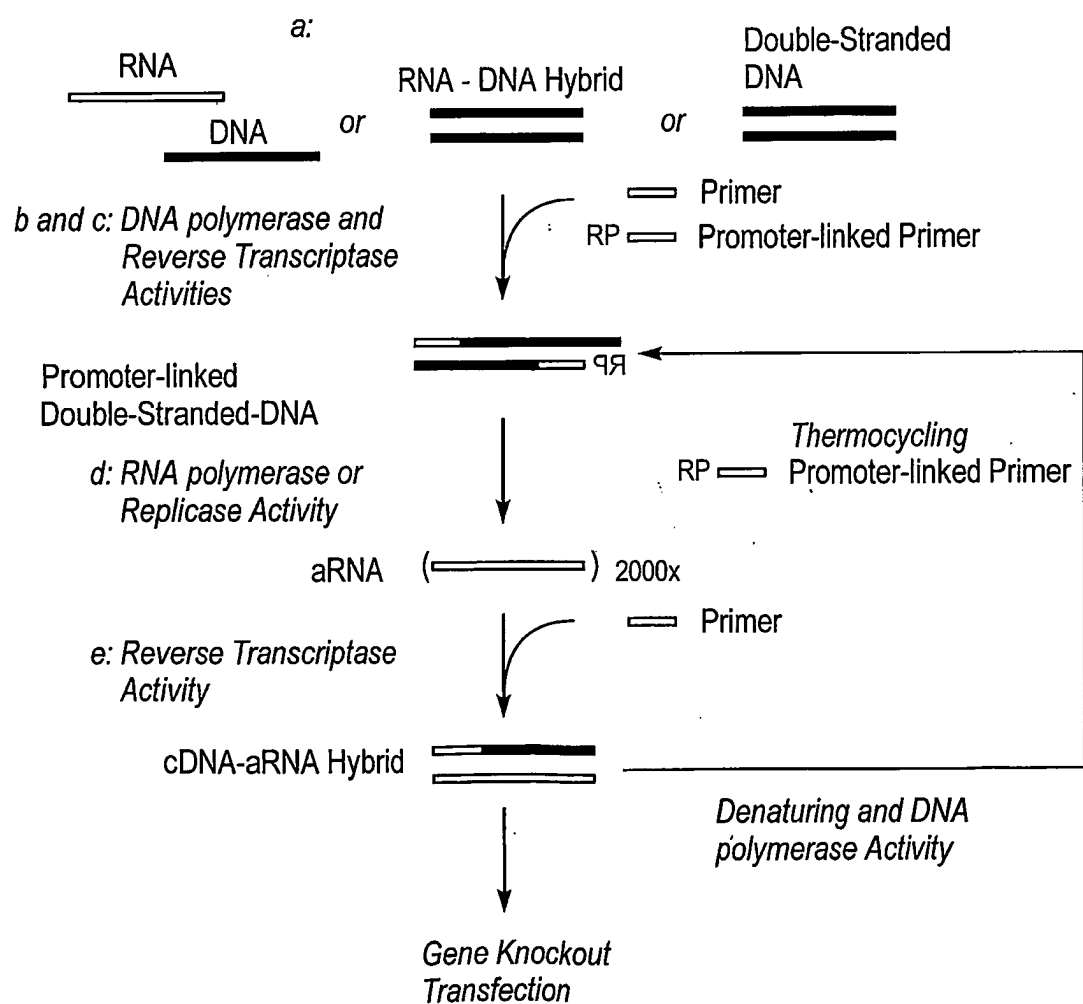 a:
RNA
DNA
or
RNA - DNA Hybrid
or
Double-Stranded
DNA
b and c: DNA polymerase and
Reverse Transcriptase
Activities
Primer
RP
Promoter-linked Primer
RP
Promoter-linked
Double-Stranded-DNA
Thermocycling
RP
Promoter-linked Primer
d: RNA polymerase or
Replicase Activity
aRNA
( ) 2000x
Primer
e: Reverse Transcriptase
Activity
cDNA-aRNA Hybrid
Denaturing and DNA
polymerase Activity
Gene Knockout
Transfection